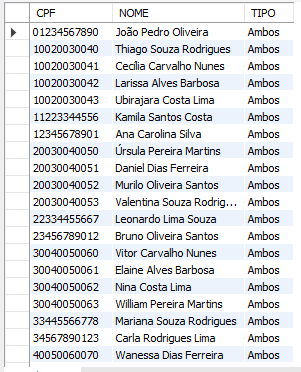 CPF NOME TIPO
01234567890 João Pedro Oliveira Ambos
10020030040 Thiago Souza Rodrigues Ambos
10020030041 Cecília Carvalho Nunes Ambos
10020030042 Larissa Alves Barbosa Ambos
10020030043 Ubirajara Costa Lima Ambos
11223344556 Kamila Santos Costa Ambos
12345678901 Ana Carolina Silva Ambos
20030040050 Úrsula Pereira Martins Ambos
20030040051 Daniel Dias Ferreira Ambos
20030040052 Murilo Oliveira Santos Ambos
20030040053 Valentina Souza Rodrig... Ambos
22334455667 Leonardo Lima Souza Ambos
23456789012 Bruno Oliveira Santos Ambos
30040050060 Vitor Carvalho Nunes Ambos
30040050061 Elaine Alves Barbosa Ambos
30040050062 Nina Costa Lima Ambos
30040050063 William Pereira Martins Ambos
33445566778 Mariana Souza Rodrigues Ambos
34567890123 Carla Rodrigues Lima Ambos
40050060070 Wanessa Dias Ferreira Ambos